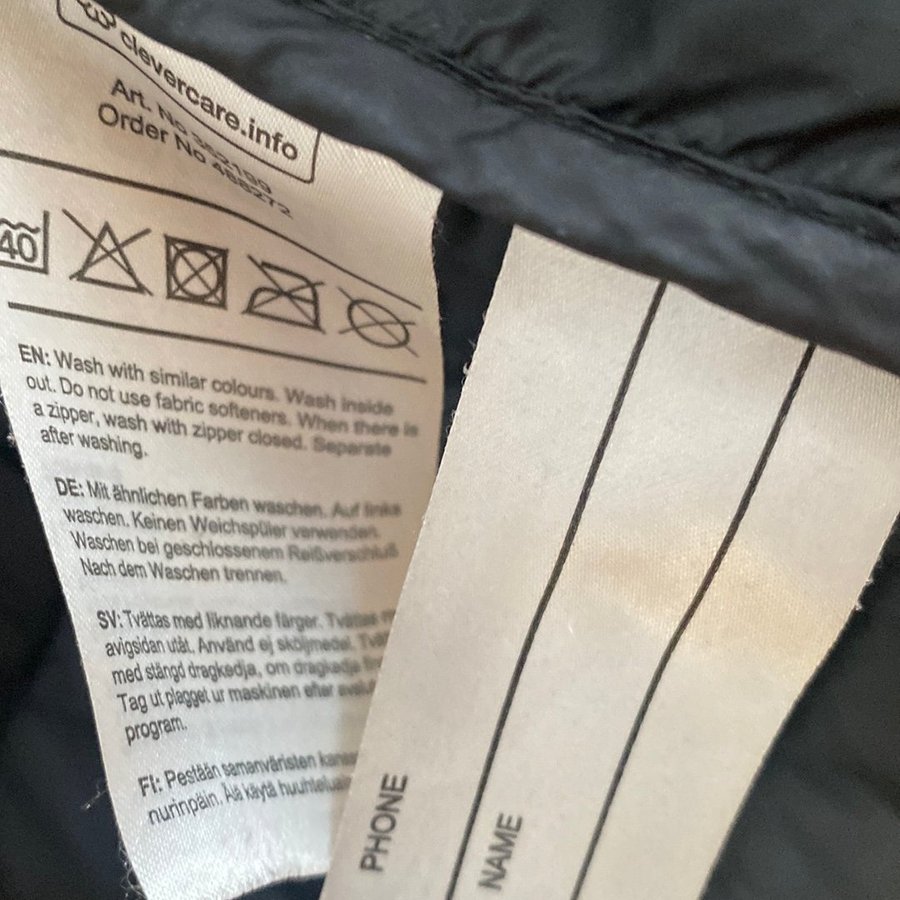 clevercare.info
Art. No 352199
Order No 488272
40
EN: Wash with similar colours. Wash inside
out. Do not use fabric softeners. When there is
a zipper, wash with zipper closed. Separate
after washing.
DE: Mit ähnlichen Farben waschen. Auf links
waschen. Keinen Weichspüler verwenden.
Waschen bei geschlossenem Reißverschluß
Nach dem Waschen trennen.
SV: Tvättas med liknande färger. Tvättas
avigsidan utåt. Använd ej sköljmedel.
med stängd dragkedja, om dragkedja
Tag ut plagget ur maskinen efter
program.
FI: Pestään samanväristen
nurinpäin. Älä käytä
PHONE
NAME